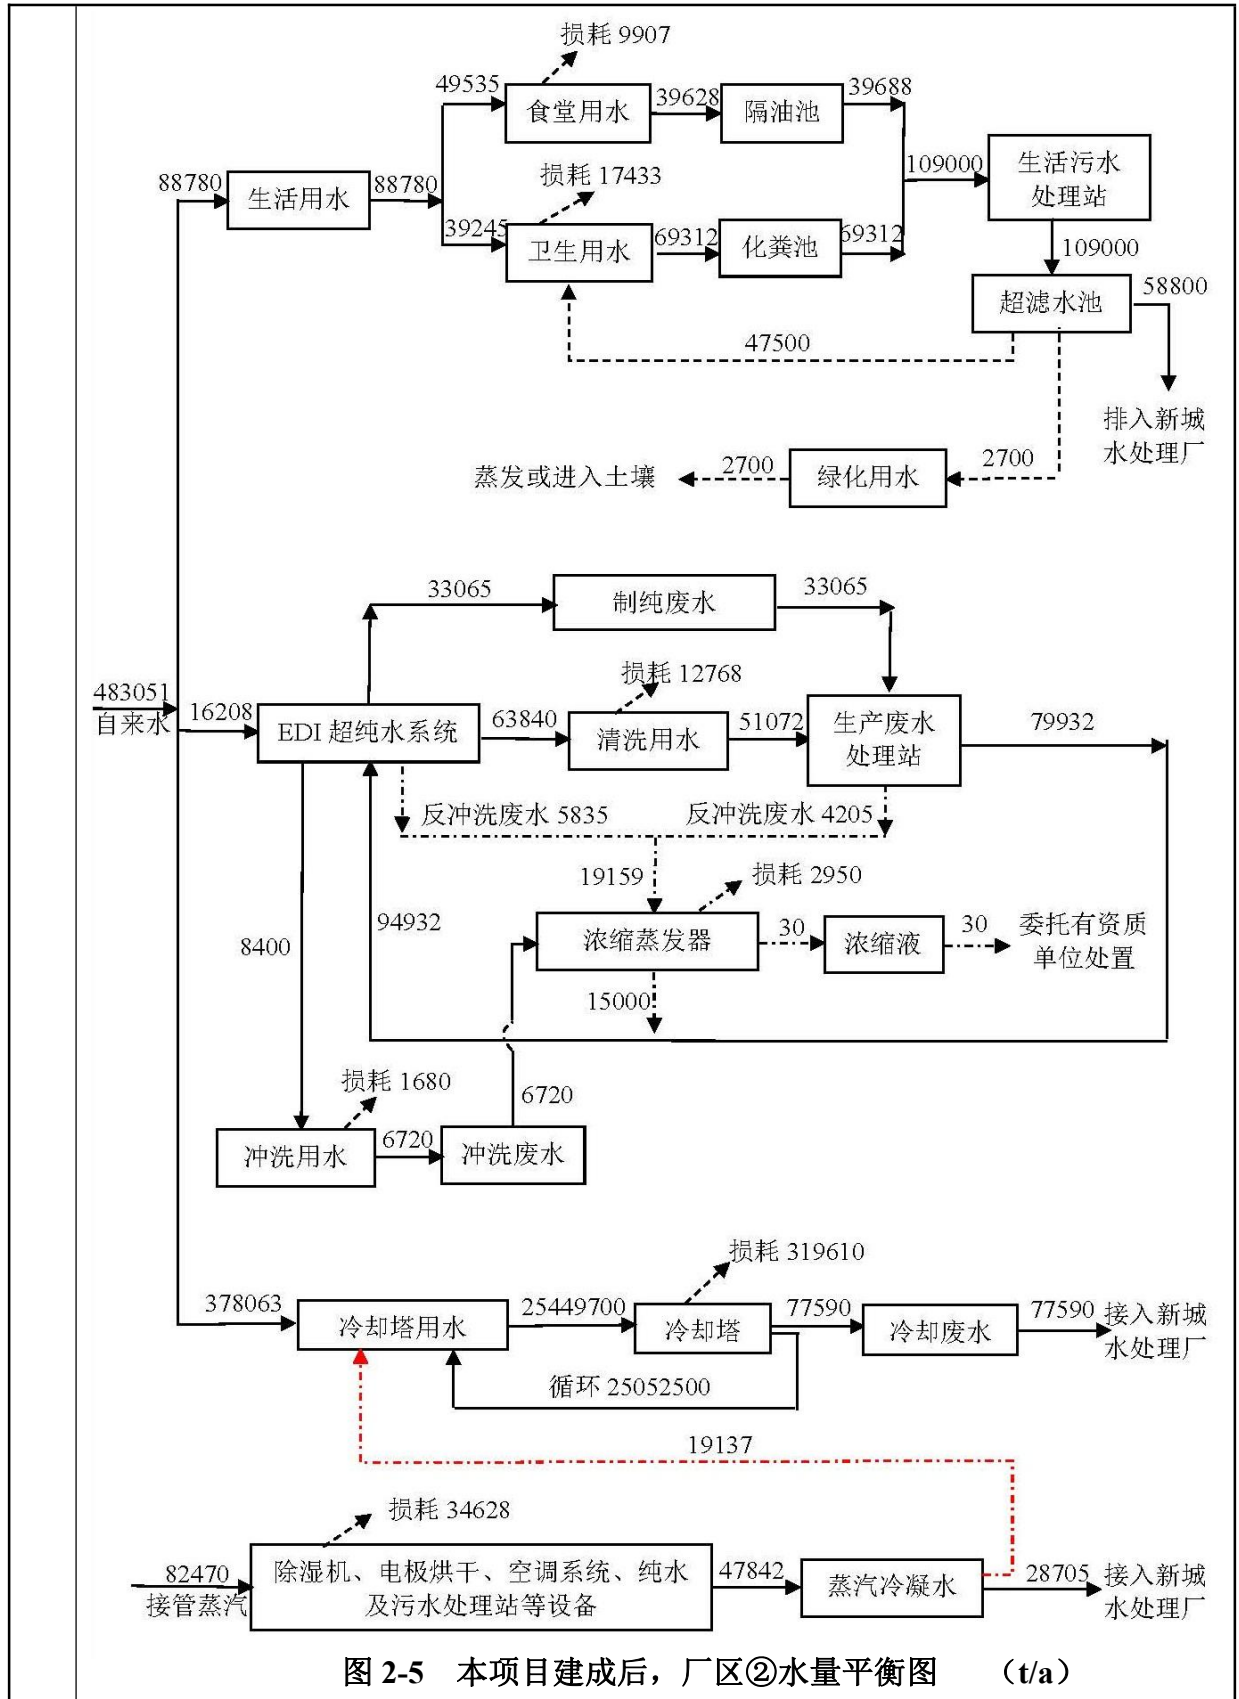 损耗 9907
49535
食堂用水
39628
隔油池
39688
88780
生活用水
88780
损耗 17433
109000
生活污水
处理站
39245
卫生用水
69312
化粪池
69312
109000
超滤水池
58800
47500
排入新城
水处理厂
蒸发或进入土壤
2700
绿化用水
2700
33065
制纯废水
33065
483051
自来水
16208
EDI 超纯水系统
63840
损耗 12768
清洗用水
51072
生产废水
处理站
79932
反冲洗废水 5835
反冲洗废水 4205
19159
损耗 2950
94932
8400
浓缩蒸发器
30
浓缩液
30
委托有资质
单位处置
15000
损耗 1680
6720
冲洗用水
6720
冲洗废水
损耗 319610
378063
冷却塔用水
25449700
冷却塔
77590
冷却废水
77590
接入新城
水处理厂
循环 25052500
19137
损耗 34628
82470
接管蒸汽
除湿机、电极烘干、空调系统、纯水
及污水处理站等设备
47842
蒸汽冷凝水
28705
接入新城
水处理厂
图 2-5 本项目建成后，厂区②水量平衡图 （t/a）